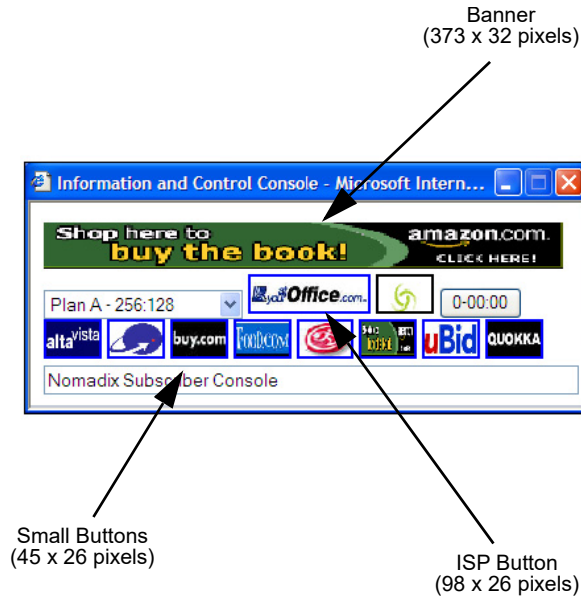 Banner
(373 x 32 pixels)
Information and Control Console - Microsoft Intern...
Shop here to
buy the book!
amazon.com.
CLICK HERE!
Plan A - 256:128
Office.com
0-00:00
altavista
buy.com
Food.com
uBid
QUOKKA
Nomadix Subscriber Console
Small Buttons
(45 x 26 pixels)
ISP Button
(98 x 26 pixels)